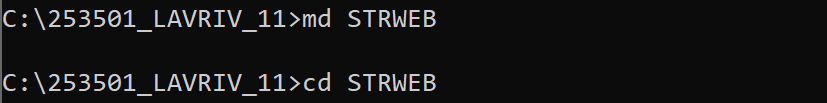 C:\253501_LAVRIV_11>md STRWEB
C:\253501_LAVRIV_11>cd STRWEB